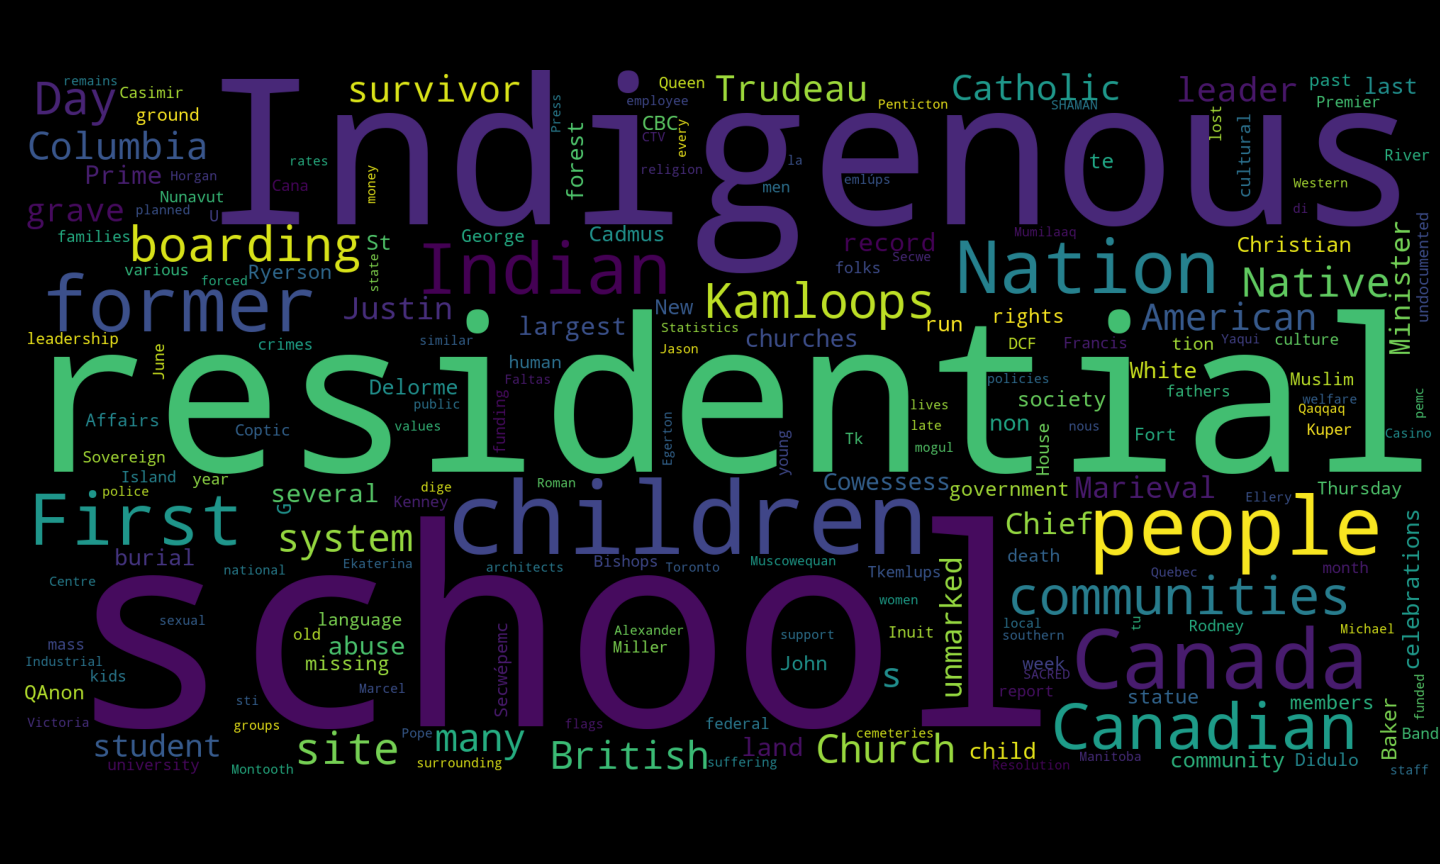 remains
Day
Casimir
ground
survivor
Indigenous
Press
employee
Queen
CBC
CTV
every
Trudeau
Penticton
Catholic
SHAMAN
leader
past
last
Premier
lost
cultural
River
Columbia
Prime
Horgan
Nunavut
rates
Cana
money
forest
religion
men
la
emlúps
te
Western
di
grave
planned
U
families
boarding
St
George
Cadmus
record
Secwe
folks
Mumilaaq
Christian
Minister
undocumented
various
forced
Ryerson
state
Indian
Nation
Native
former
Justin
largest
New
Kamloops
Statistics
Jason
churches
run
rights
DCF
Francis
American
tion
Yaqui
culture
leadership
June
crimes
similar
human
Faltas
residential
White
fathers
Muslim
welfare
Qaqqaq
Kuper
pemc
Casino
Delorme
public
values
funding
policies
society
non
nous
House
Fort
lives
late
mogul
Tk
young
Egerton
Affairs
Coptic
Sovereign
Island
year
police
several
G
Kenney
dige
Roman
Cowessess
government
Marieval
Ellery
Thursday
First
system
children
Chief
people
celebrations
burial
national
Ekaterina
architects
Bishops
Toronto
Muscowequan
Tkemlups
unmarked
death
Quebec
month
Centre
school
communities
women
sexual
language
old
abuse
missing
Secwépemc
Alexander
Miller
support
John
s
Inuit
local
southern
tu
Rodney
Michael
mass
Industrial
kids
QAnon
Victoria
sti
Marcel
week
SACRED
report
Canada
statue
members
funded
groups
Pope
flags
federal
cemeteries
Canadian
Baker
Band
student
university
Montooth
site
many
surrounding
British
suffering
land
Church
child
Resolution
Manitoba
community
Didulo
staff